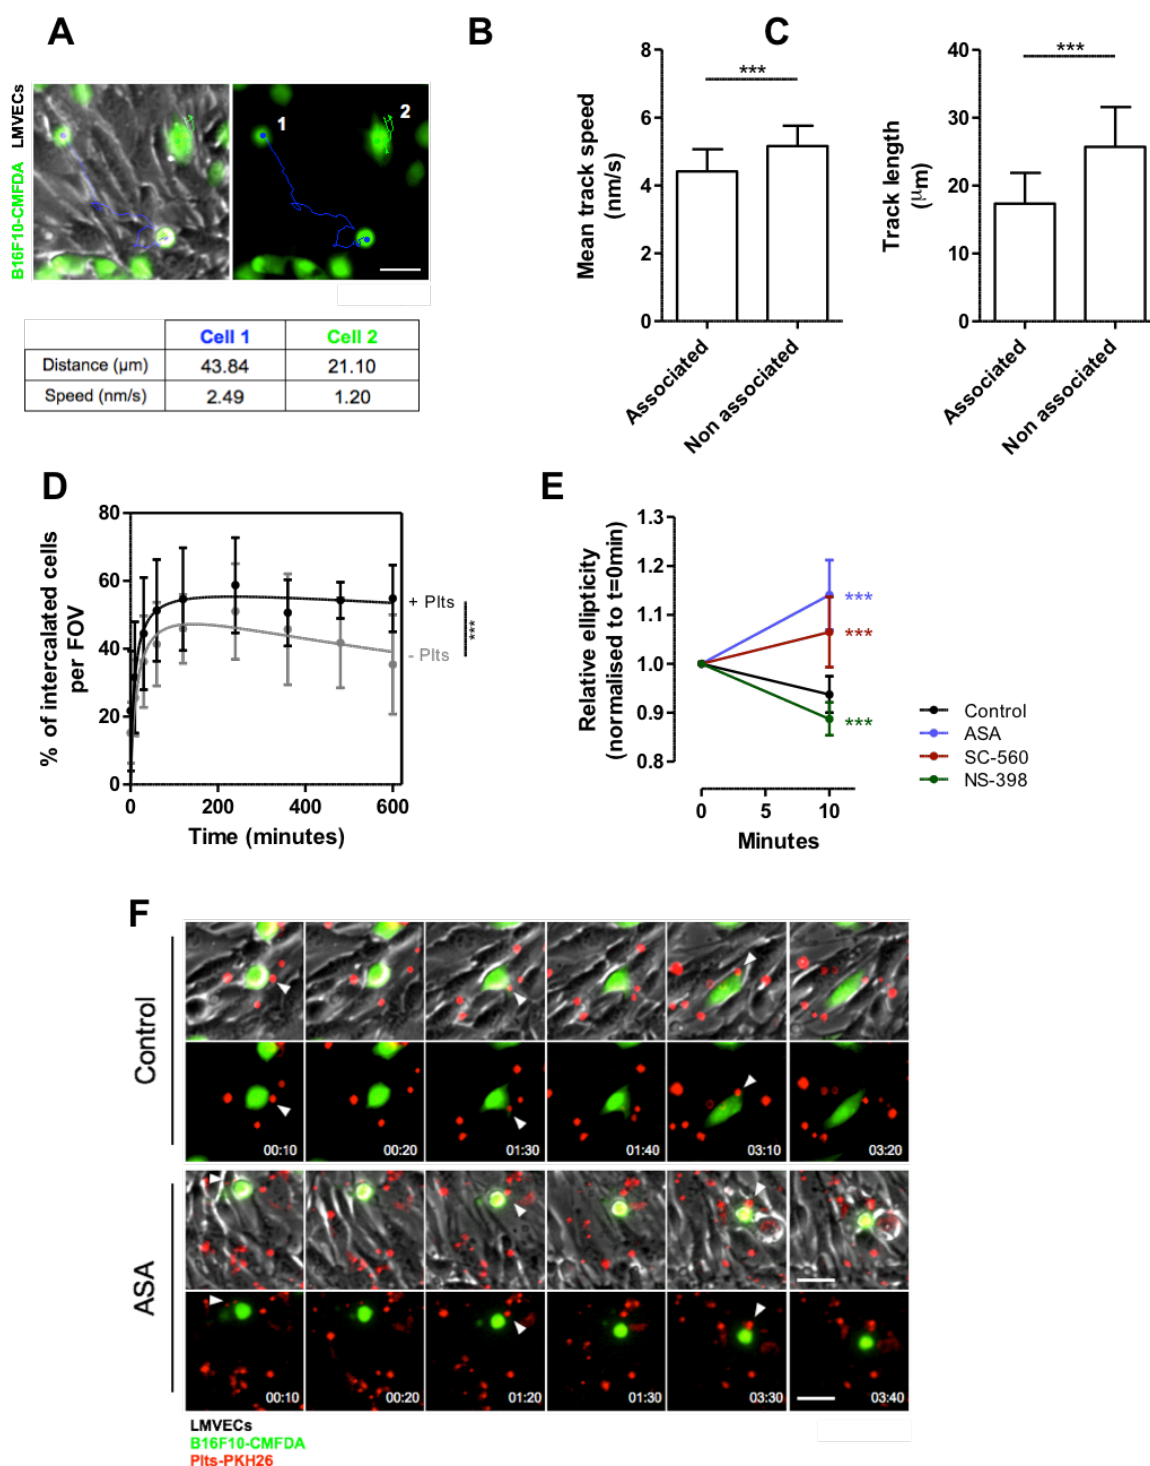 A
B16F10-CMFDA LMVECs
1
2
Cell 1 Cell 2
Distance (µm) 43.84 21.10
Speed (nm/s) 2.49 1.20
B
Mean track speed
(nm/s)
8
6
4
2
0
***
Associated
Non associated
C
Track length
(µm)
40
30
20
10
0
***
Associated
Non associated
D
% of intercalated cells
per FOV
80
60
40
20
0
0 200 400 600
Time (minutes)
+ Plts
- Plts
***
E
Relative ellipticity
(normalised to t=0min)
1.3
1.2
1.1
1.0
0.9
0.8
***
***
***
0 5 10
Minutes
Control
ASA
SC-560
NS-398
F
Control
00:10 00:20 01:30 01:40 03:10 03:20
ASA
00:10 00:20 01:20 01:30 03:30 03:40
LMVECs
B16F10-CMFDA
Plts-PKH26